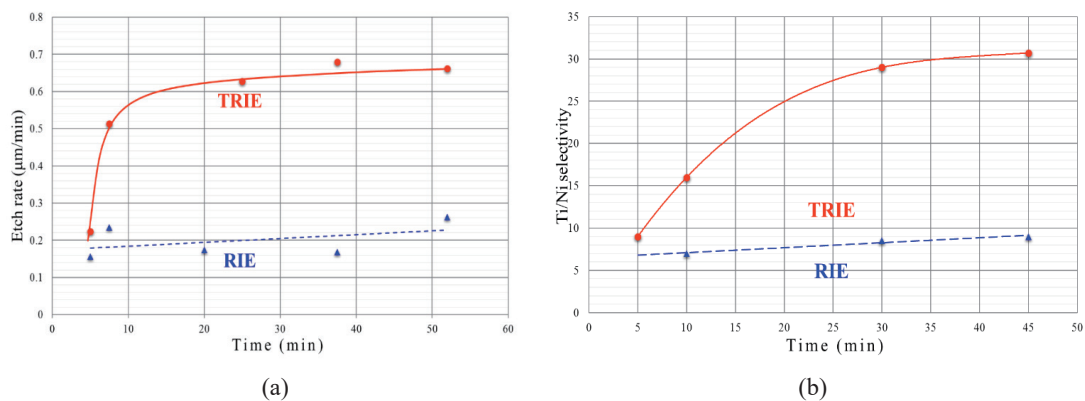 0.8
0.7
0.6
0.5
0.4
0.3
0.2
0.1
0
Etch rate (μm/min)
TRIE
RIE
0 10 20 30 40 50 60
Time (min)
(a)
35
30
25
20
15
10
5
0
Ti/Ni selectivity
TRIE
RIE
0 5 10 15 20 25 30 35 40 45 50
Time (min)
(b)